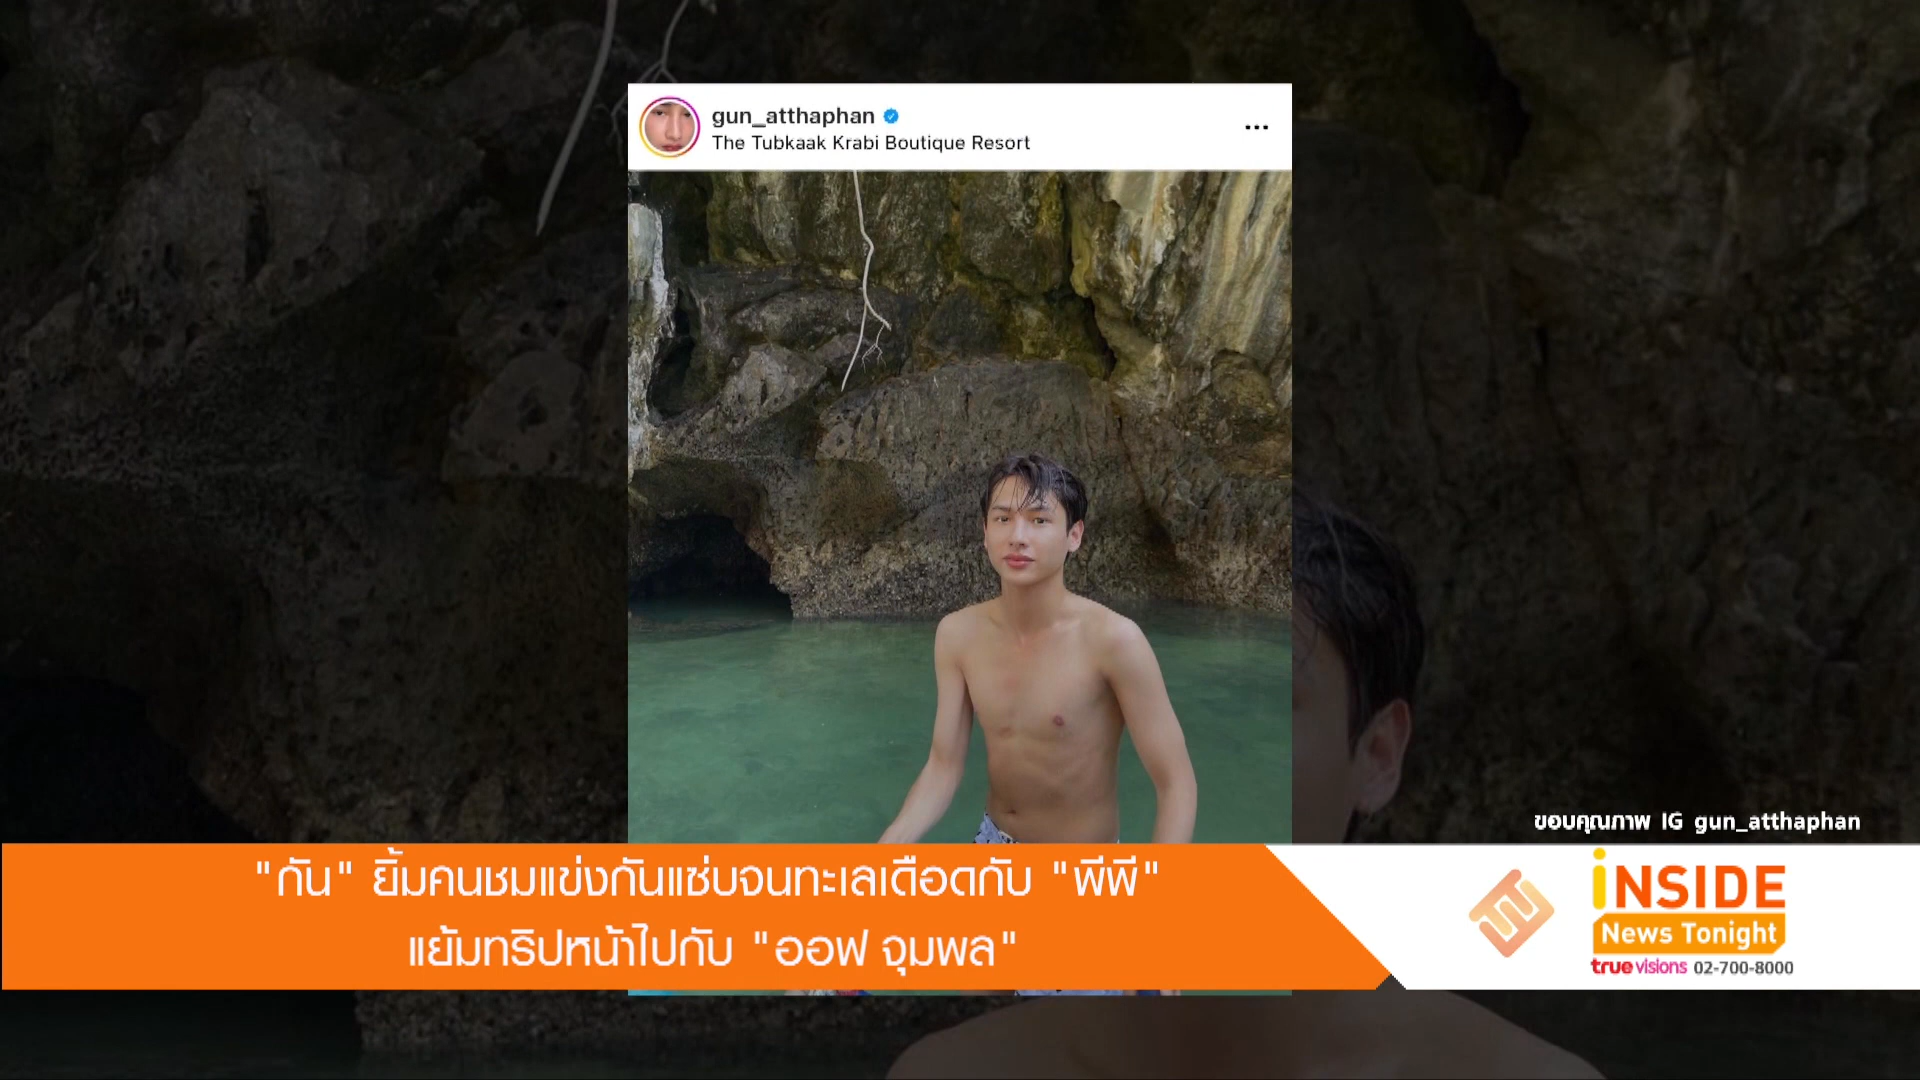 gun_atthaphan
The Tubkaak Krabi Boutique Resort
ขอบคุณภาพ IG gun_atthaphan
"กัน" ยิ้มคนชมแข่งกันแซ่บจนทะเลเดือดกับ "พีพี"
แย้มทริปหน้าไปกับ "ออฟ จุมพล"
iNSIDE
News Tonight
truevisions 02-700-8000